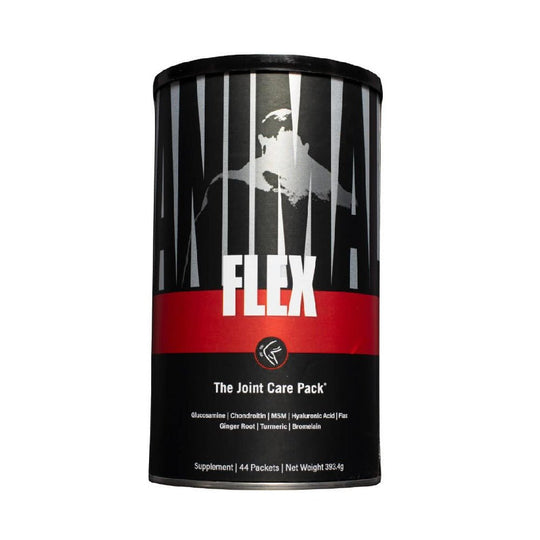 ANIMAL
FLEX
The Joint Care Pack*
Glucosamine | Chondroitin | MSM | Hyaluronic Acid | Flax
Ginger Root | Turmeric | Bromelain
Supplement | 44 Packets | Net Weight 393.4g